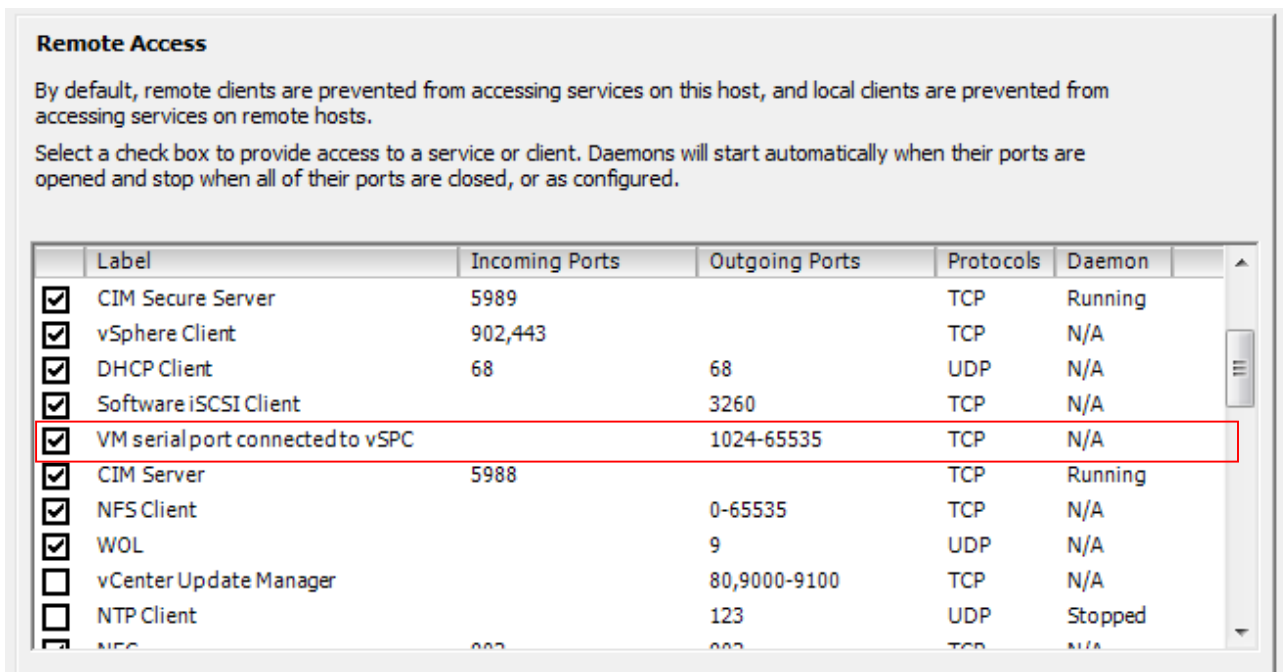 Remote Access
By default, remote clients are prevented from accessing services on this host, and local clients are prevented from
accessing services on remote hosts.
Select a check box to provide access to a service or client. Daemons will start automatically when their ports are
opened and stop when all of their ports are closed, or as configured.
Label Incoming Ports Outgoing Ports Protocols Daemon
CIM Secure Server 5989 TCP Running
vSphere Client 902,443 TCP N/A
DHCP Client 68 68 UDP N/A
Software iSCSI Client 3260 TCP N/A
VM serial port connected to vSPC 1024-65535 TCP N/A
CIM Server 5988 TCP Running
NFS Client 0-65535 TCP N/A
WOL 9 UDP N/A
vCenter Update Manager 80,9000-9100 TCP N/A
NTP Client 123 UDP Stopped